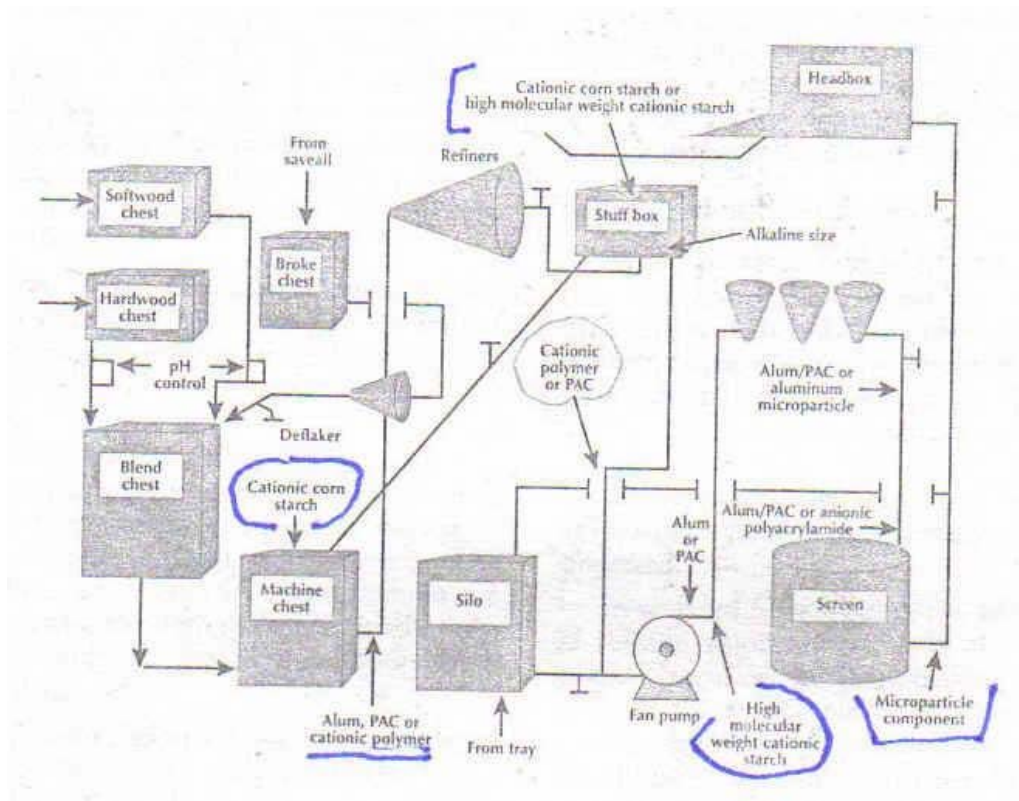 Headbox
Cationic corn starch or
high molecular weight cationic starch
From
saveall
Refiners
Softwood
chest
Stuff box
Broke
chest
Alkaline size
Hardwood
chest
pH
control
Cationic
polymer
or PAC
Alum/PAC or
aluminum
microparticle
Deflaker
Blend
chest
Cationic corn
starch
Alum
or
PAC
Alum/PAC or anionic
polyacrylamide
Machine
chest
Silo
Screen
Alum, PAC or
cationic polymer
From tray
Fan pump
High
molecular
weight cationic
starch
Microparticle
component